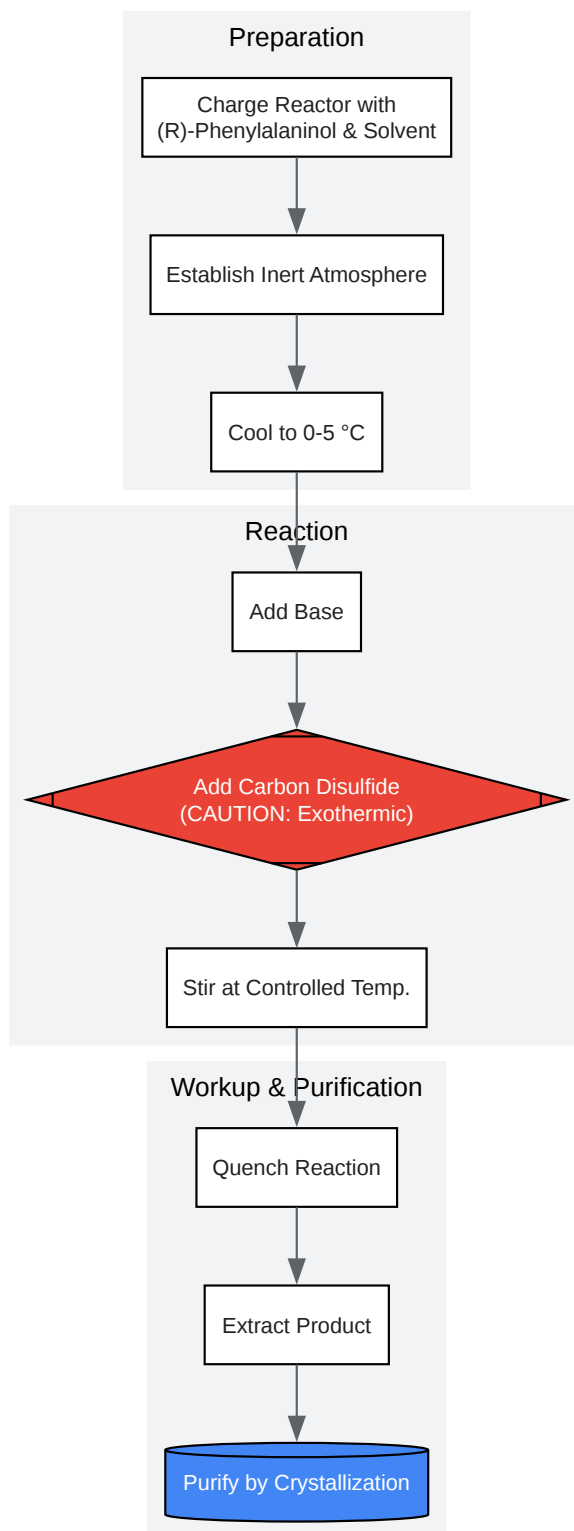 Preparation
Charge Reactor with
(R)-Phenylalaninol & Solvent
Establish Inert Atmosphere
Cool to 0-5 °C
Reaction
Add Base
Add Carbon Disulfide
(CAUTION: Exothermic)
Stir at Controlled Temp.
Workup & Purification
Quench Reaction
Extract Product
Purify by Crystallization